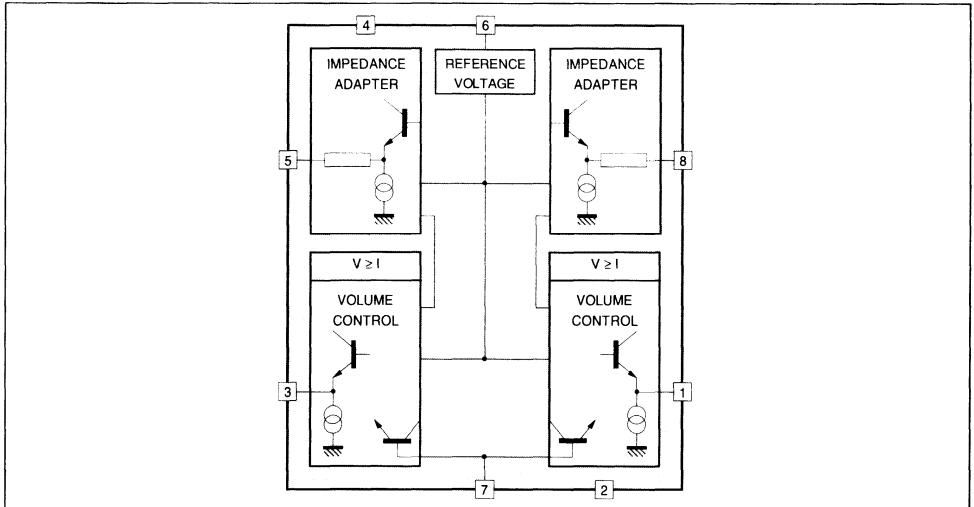 4
6
IMPEDANCE
ADAPTER
REFERENCE
VOLTAGE
IMPEDANCE
ADAPTER
5
8
V ≥ I
V ≥ I
VOLUME
CONTROL
VOLUME
CONTROL
3
1
7
2